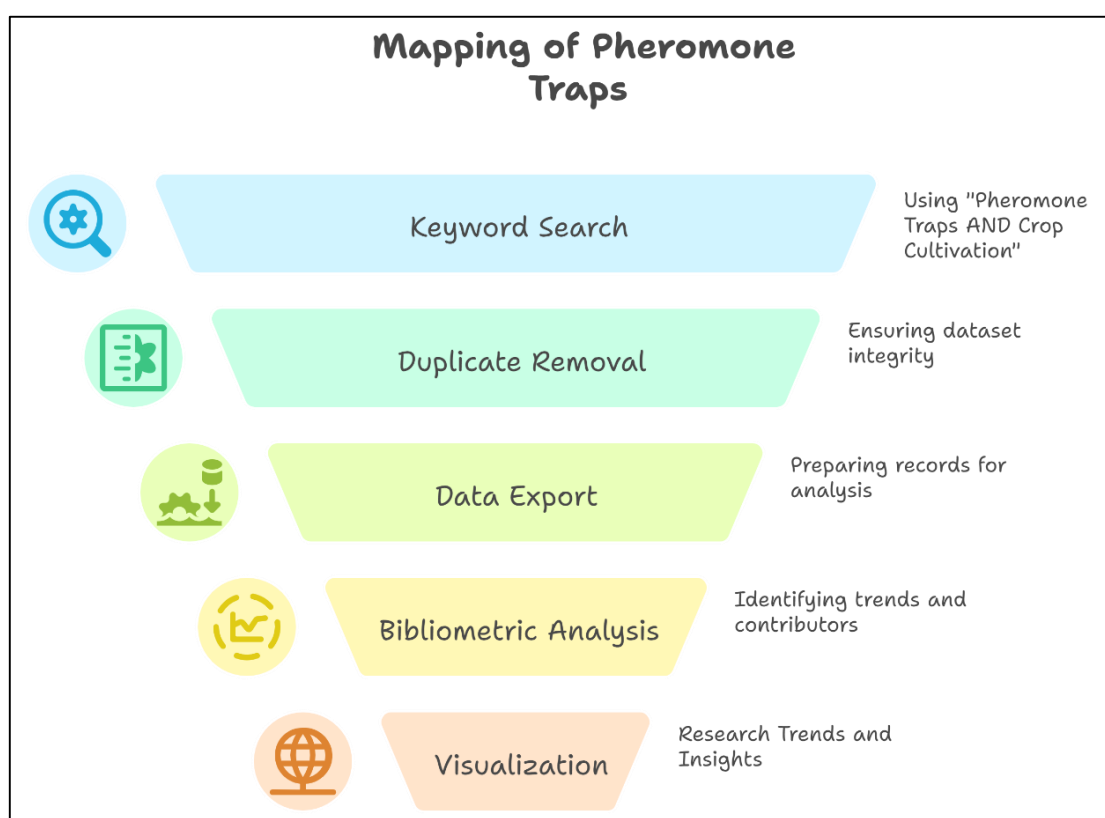 Mapping of Pheromone
Traps
Keyword Search
Using "Pheromone
Traps AND Crop
Cultivation"
Duplicate Removal
Ensuring dataset
integrity
Data Export
Preparing records for
analysis
Bibliometric Analysis
Identifying trends and
contributors
Visualization
Research Trends and
Insights